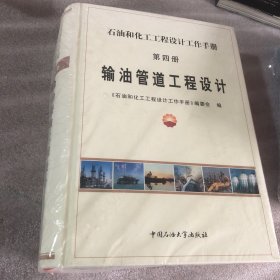 石油和化工工程设计工作手册
第四册
输油管道工程设计
《石油和化工工程设计工作手册》编委会 编
中国石油大学出版社